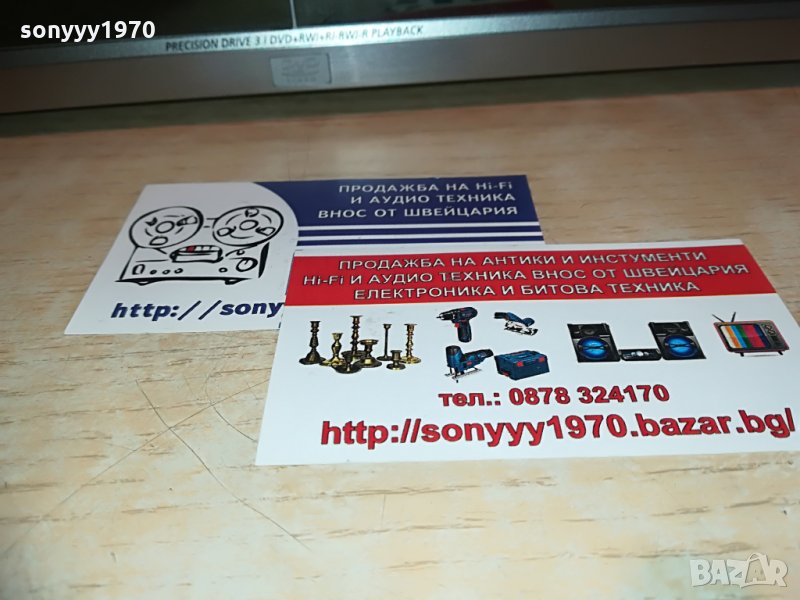 sonyyy1970
PRECISION DRIVE 3 / DVD+RW/+R/-RW/-R PLAYBACK
ПРОДАЖБА НА Hi-Fi
И АУДИО ТЕХНИКА
ВНОС ОТ ШВЕЙЦАРИЯ
http://sony
ПРОДАЖБА НА АНТИКИ И ИНСТУМЕНТИ
Hi-Fi И АУДИО ТЕХНИКА ВНОС ОТ ШВЕЙЦАРИЯ
ЕЛЕКТРОНИКА И БИТОВА ТЕХНИКА
тел.: 0878 324170
http://sonyyy1970.bazar.bg/
BAZAR